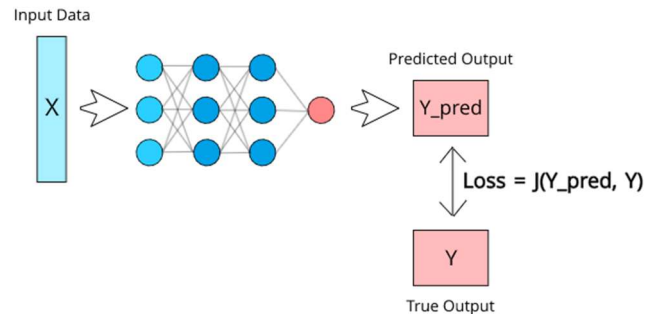 Input Data
X
Predicted Output
Y_pred
Loss = J(Y_pred, Y)
Y
True Output